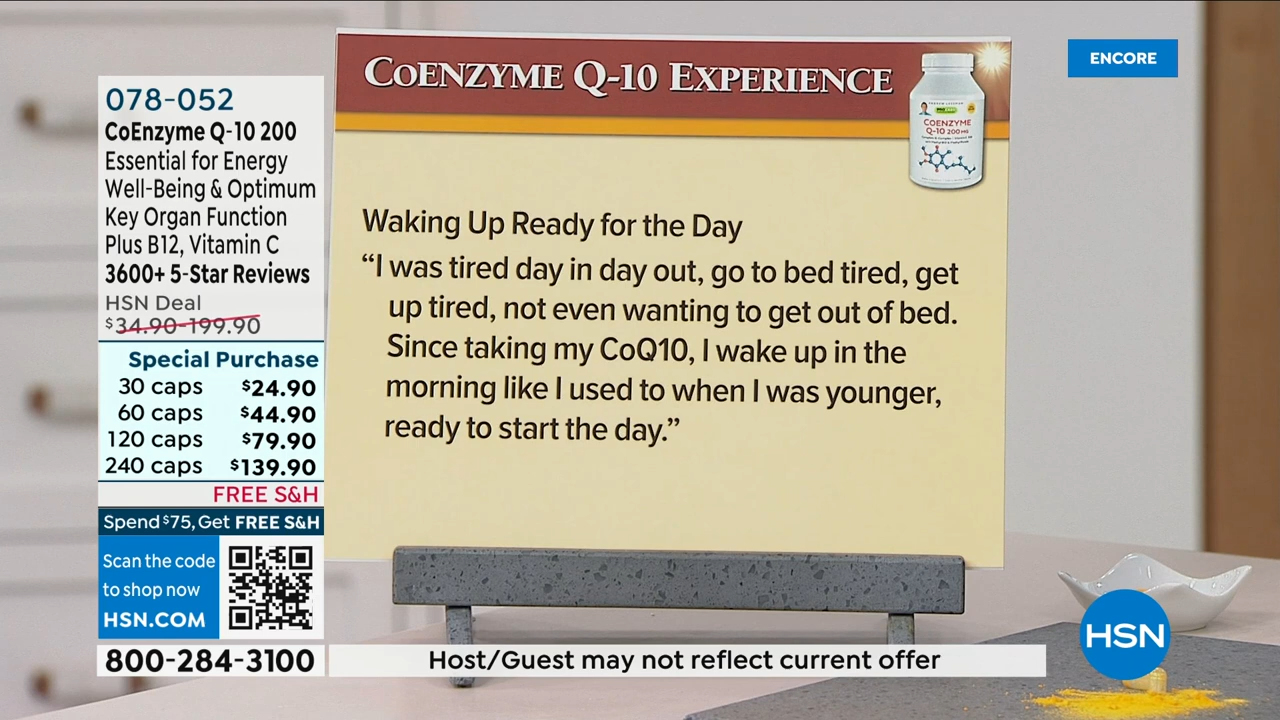 ENCORE
078-052
CoEnzyme Q-10 200
Essential for Energy
Well-Being & Optimum
Key Organ Function
Plus B12, Vitamin C
3600+ 5-Star Reviews
HSN Deal
$34.90-199.90
Special Purchase
30 caps $24.90
60 caps $44.90
120 caps $79.90
240 caps $139.90
FREE S&H
Spend $75, Get FREE S&H
Scan the code
to shop now
HSN.COM
800-284-3100
COENZYME Q-10 EXPERIENCE
COENZYME
Q-10 200 MG
Waking Up Ready for the Day
“I was tired day in day out, go to bed tired, get
up tired, not even wanting to get out of bed.
Since taking my CoQ10, I wake up in the
morning like I used to when I was younger,
ready to start the day.”
Host/Guest may not reflect current offer
HSN